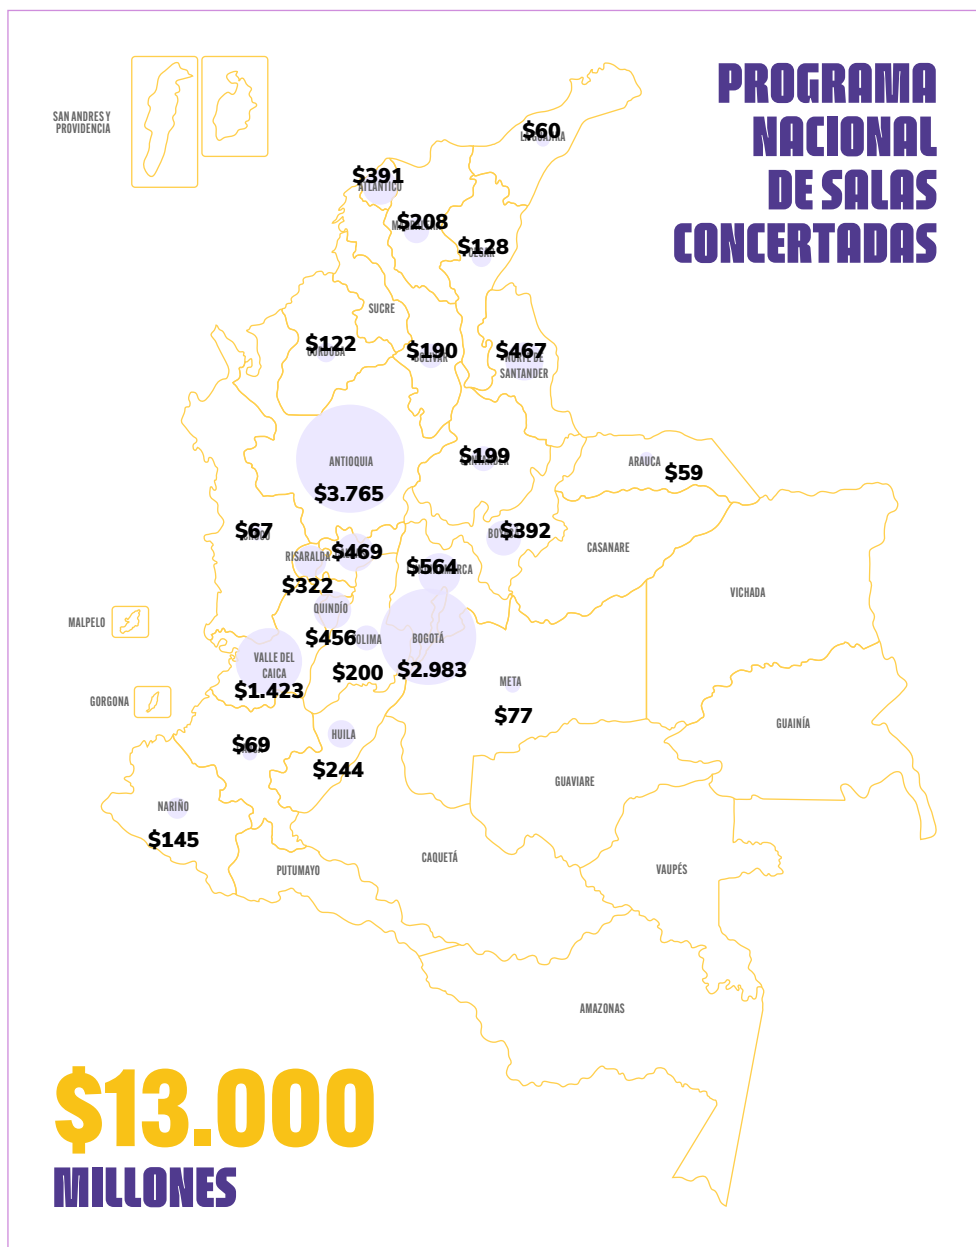 PROGRAMA
NACIONAL
DE SALAS
CONCERTADAS
SAN ANDRES Y
PROVIDENCIA
$60
$391
ATLÁNTICO
$208
$128
SUCRE
$122
$190
$467
NORTE DE
SANTANDER
ANTIOQUIA
$3.765
$199
ARAUCA
$59
$67
RISARALDA
$469
$322
$564
$392
CASANARE
VICHADA
MALPELO
QUINDÍO
$456
$200
BOGOTÁ
$2.983
VALLE DEL
CAICA
$1.423
META
$77
GORGONA
GUAINÍA
$69
HUILA
$244
GUAVIARE
NARIÑO
$145
CAQUETÁ
PUTUMAYO
VAUPÉS
AMAZONAS
$13.000
MILLONES